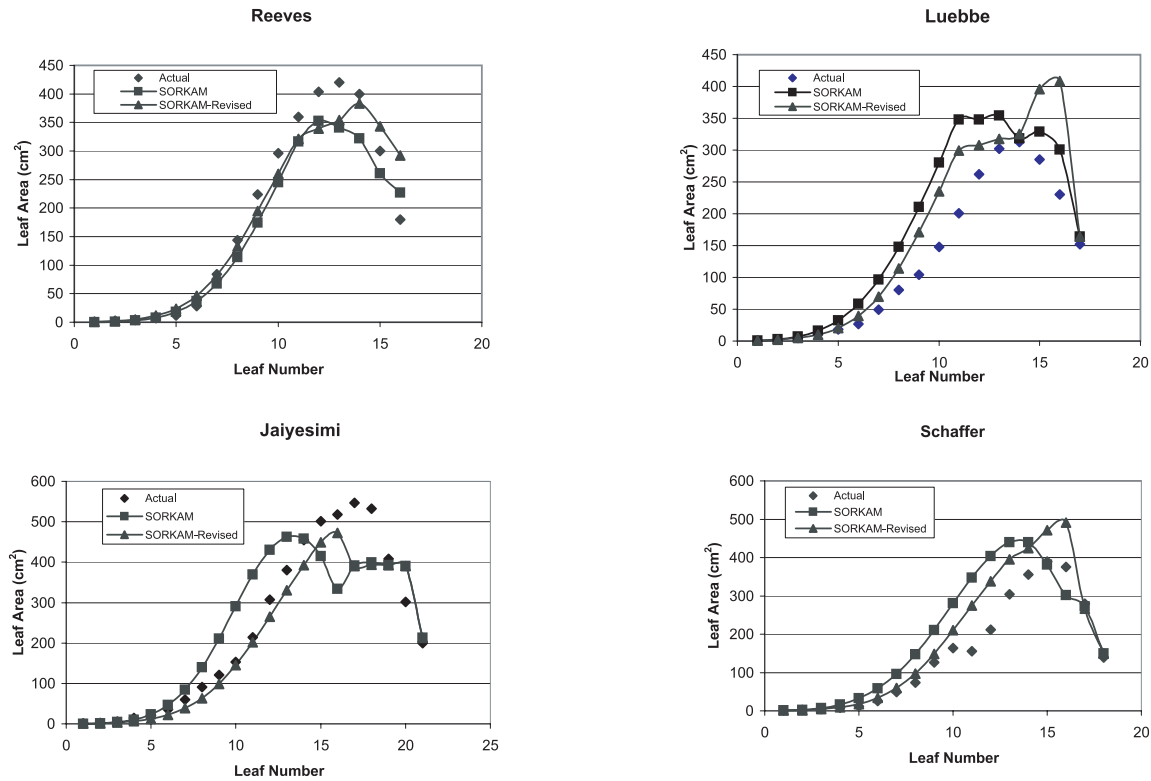 Reeves
450
400
350
300
250
200
150
100
50
0
Leaf Area (cm²)
Actual
SORKAM
SORKAM-Revised
0 5 10 15 20
Leaf Number
Luebbe
450
400
350
300
250
200
150
100
50
0
Leaf Area (cm²)
Actual
SORKAM
SORKAM-Revised
0 5 10 15 20
Leaf Number
Jaiyesimi
600
500
400
300
200
100
0
Leaf Area (cm²)
Actual
SORKAM
SORKAM-Revised
0 5 10 15 20 25
Leaf Number
Schaffer
600
500
400
300
200
100
0
Leaf Area (cm²)
Actual
SORKAM
SORKAM-Revised
0 5 10 15 20
Leaf Number